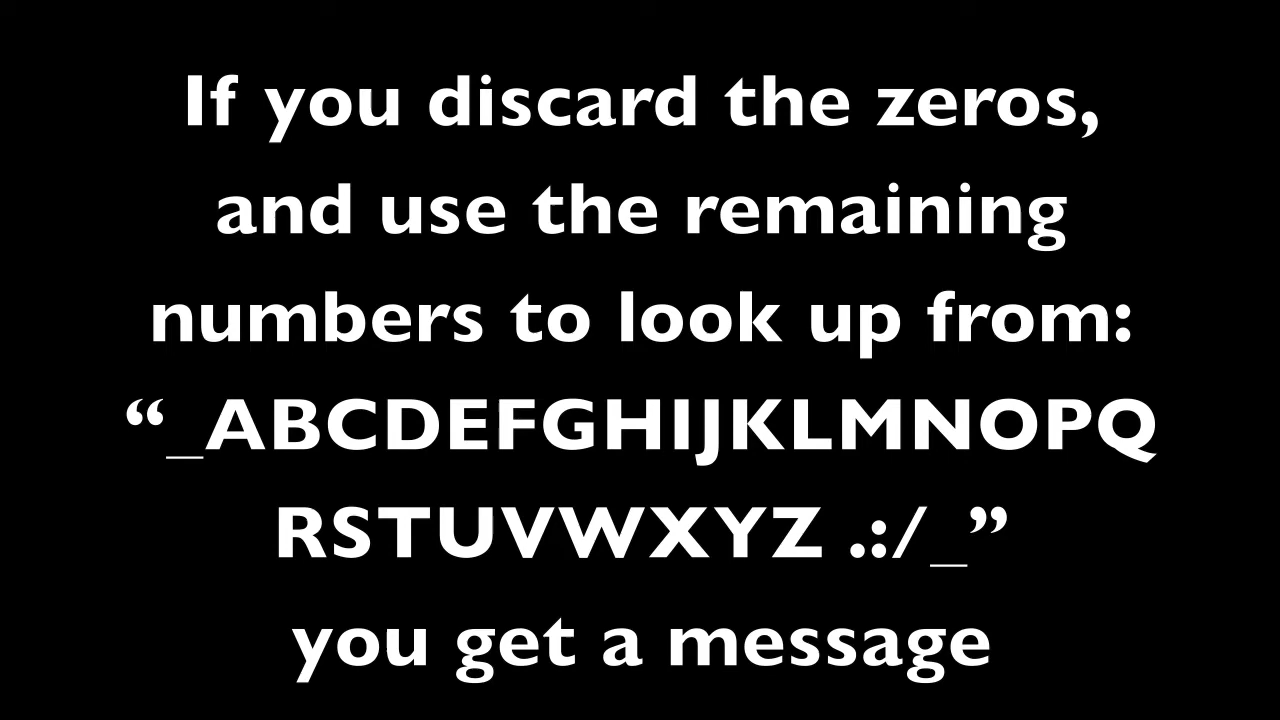 If you discard the zeros,
and use the remaining
numbers to look up from:
“_ABCDEFGHIJKLMNOPQ
RSTUVWXYZ .:/_”
you get a message